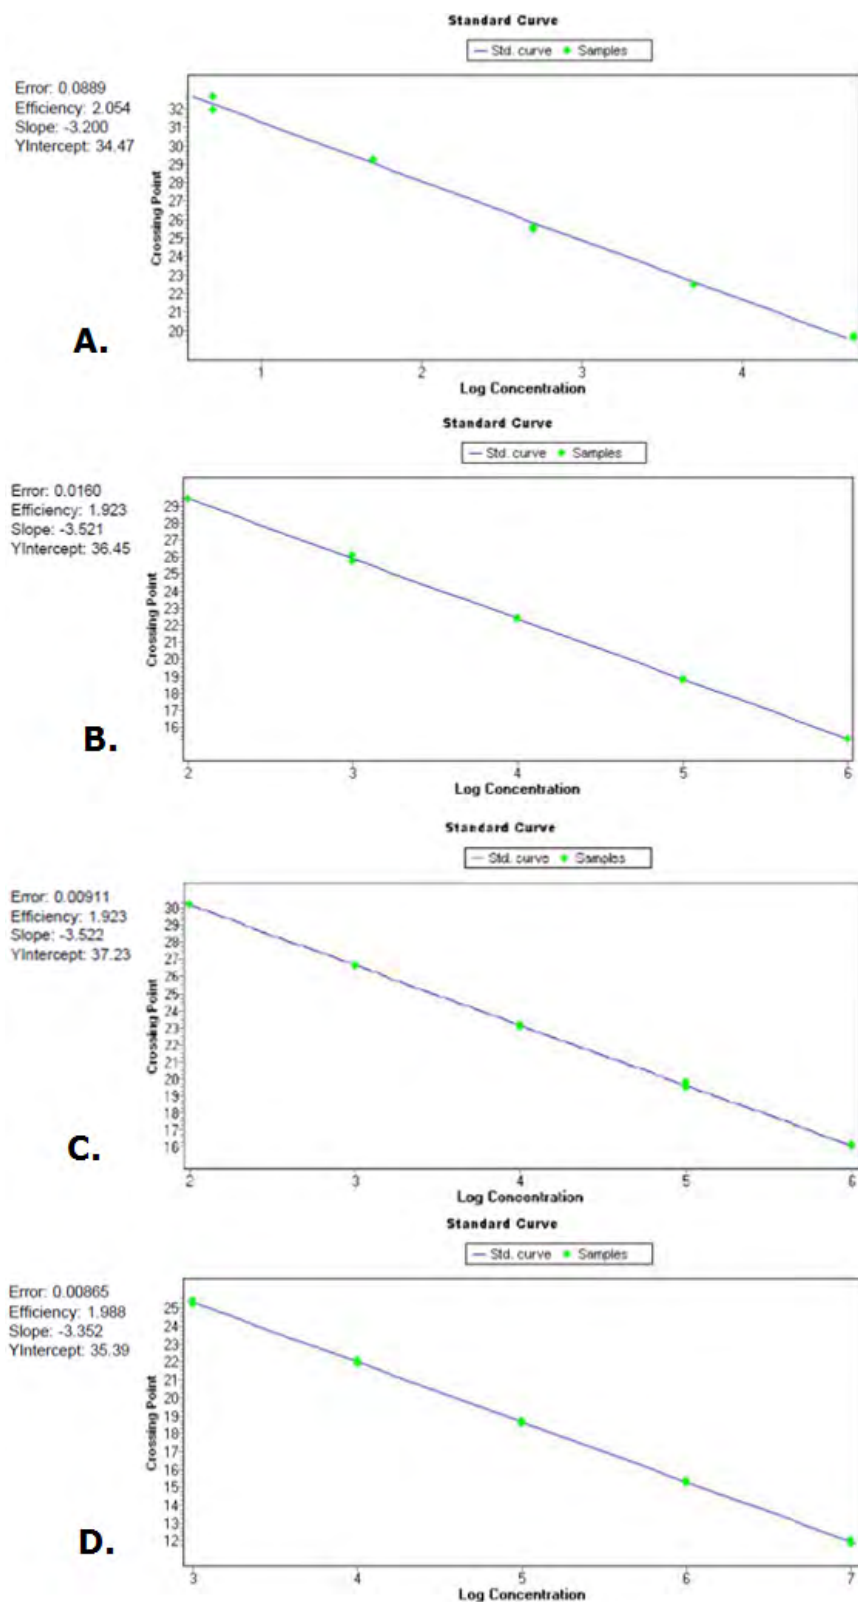 Standard Curve
Std. curve Samples
Error: 0.0889
Efficiency: 2.054
Slope: -3.200
YIntercept: 34.47
Crossing Point
32
31
30
29
28
27
26
25
24
23
22
21
20
A.
1 2 3 4
Log Concentration
Standard Curve
Std. curve Samples
Error: 0.0160
Efficiency: 1.923
Slope: -3.521
YIntercept: 36.45
Crossing Point
29
28
27
26
25
24
23
22
21
20
19
18
17
16
B.
2 3 4 5 6
Log Concentration
Standard Curve
Std. curve Samples
Error: 0.00911
Efficiency: 1.923
Slope: -3.522
YIntercept: 37.23
Crossing Point
30
29
28
27
26
25
24
23
22
21
20
19
18
17
16
C.
2 3 4 5 6
Log Concentration
Standard Curve
Std. curve Samples
Error: 0.00865
Efficiency: 1.988
Slope: -3.352
YIntercept: 35.39
Crossing Point
25
24
23
22
21
20
19
18
17
16
15
14
13
12
D.
3 4 5 6 7
Log Concentration